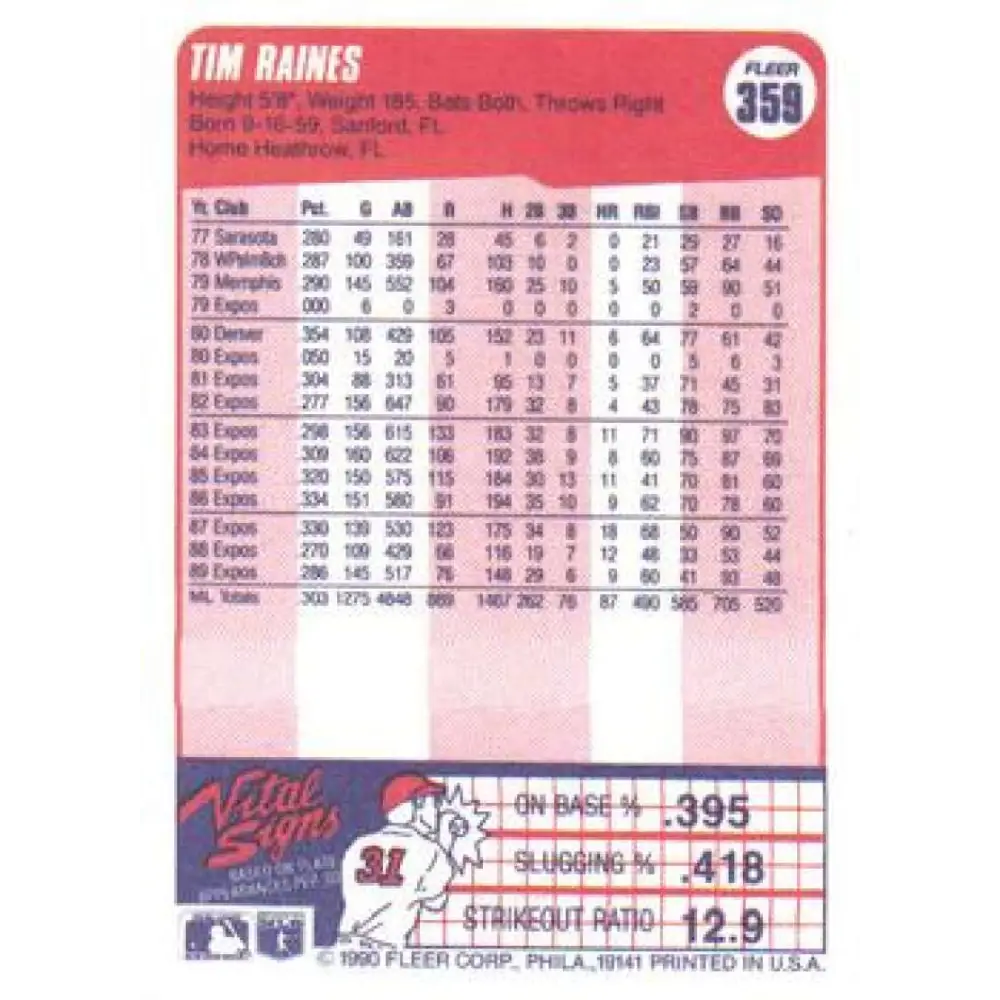 TIM RAINES
FLEER
359
Height 5'8", Weight 185, Bats Both, Throws Right
Born 9-16-59, Sanford, FL
Home Heathrow, FL
Yr. Club Pct. G AB R H 2B 3B HR RBI SB BB SO
77 Sarasota .280 49 161 28 45 6 2 0 21 29 27 16
78 WPalmBch .287 100 359 67 103 10 0 0 23 57 64 44
79 Memphis .290 145 552 104 160 25 10 5 50 59 90 51
79 Expos .000 6 0 3 0 0 0 0 0 2 0 0
80 Denver .354 108 429 105 152 23 11 6 64 77 61 42
80 Expos .050 15 20 5 1 0 0 0 0 5 6 3
81 Expos .304 88 313 61 95 13 7 5 37 71 45 31
82 Expos .277 156 647 90 179 32 8 4 43 78 75 83
83 Expos .298 156 615 133 183 32 8 11 71 90 97 70
84 Expos .309 160 622 106 192 38 9 8 60 75 87 69
85 Expos .320 150 575 115 184 30 13 11 41 70 81 60
86 Expos .334 151 580 91 194 35 10 9 62 70 78 60
87 Expos .330 139 530 123 175 34 8 18 68 50 90 52
88 Expos .270 109 429 66 116 19 7 12 48 33 53 44
89 Expos .286 145 517 76 148 29 6 9 60 41 93 48
ML Totals .303 1275 4848 869 1467 262 76 87 490 585 705 520
Vital
Signs
BASED ON PLATE
APPEARANCES PER SO
31
ON BASE % .395
SLUGGING % .418
STRIKEOUT RATIO 12.9
© 1990 FLEER CORP., PHILA., 19141 PRINTED IN U.S.A.